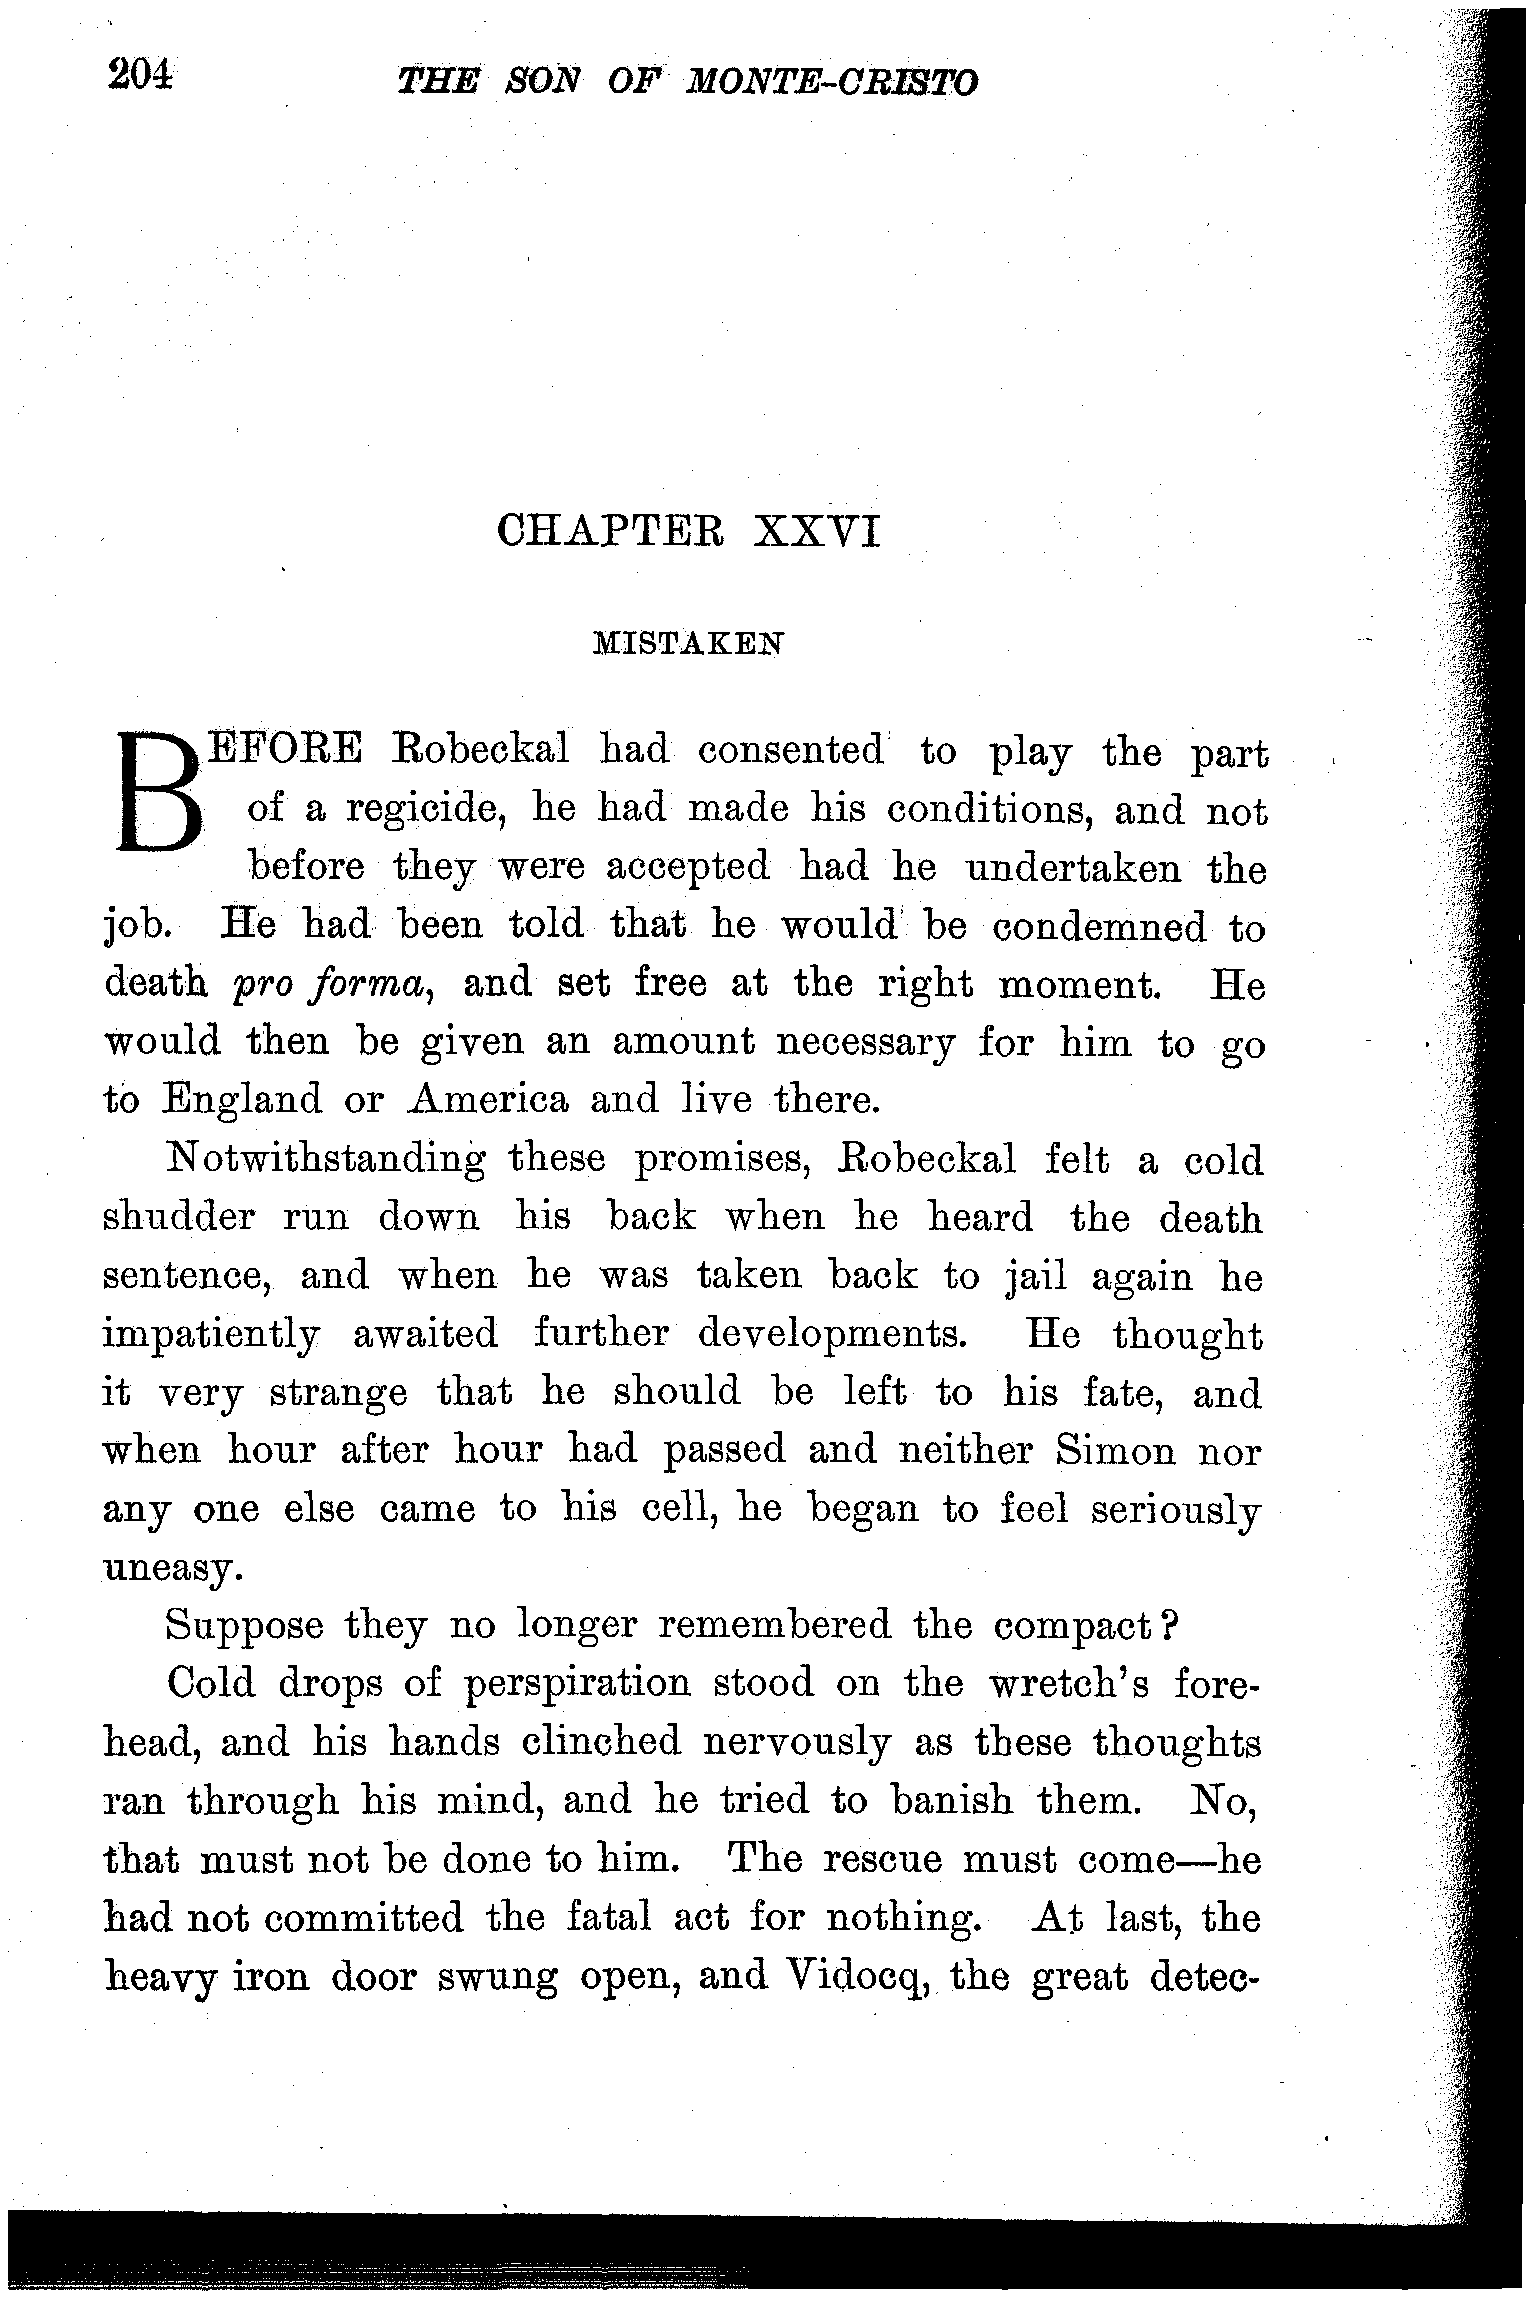 204 THE SON OF MONTE-CRISTO
CHAPTER XXVI
MISTAKEN
BEFORE Robeckal had consented to play the part
of a regicide, he had made his conditions, and not
before they were accepted had he undertaken the
job. He had been told that he would be condemned to
death pro forma, and set free at the right moment. He
would then be given an amount necessary for him to go
to England or America and live there.
Notwithstanding these promises, Robeckal felt a cold
shudder run down his back when he heard the death
sentence, and when he was taken back to jail again he
impatiently awaited further developments. He thought
it very strange that he should be left to his fate, and
when hour after hour had passed and neither Simon nor
any one else came to his cell, he began to feel seriously
uneasy.
Suppose they no longer remembered the compact?
Cold drops of perspiration stood on the wretch's fore-
head, and his hands clinched nervously as these thoughts
ran through his mind, and he tried to banish them. No,
that must not be done to him. The rescue must come—he
had not committed the fatal act for nothing. At last, the
heavy iron door swung open, and Vidocq, the great detec-